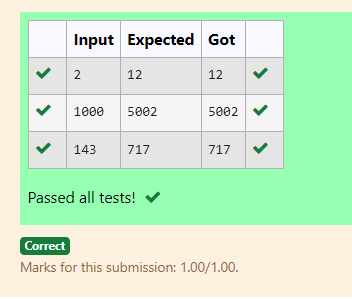 Input Expected Got
2 12 12
1000 5002 5002
143 717 717
Passed all tests!
Correct
Marks for this submission: 1.00/1.00.